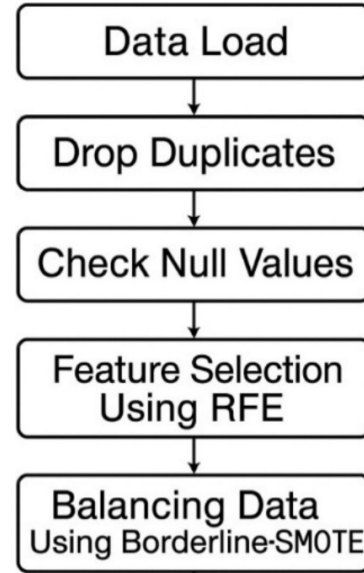 Data Load
Drop Duplicates
Check Null Values
Feature Selection
Using RFE
Balancing Data
Using Borderline-SMOTE